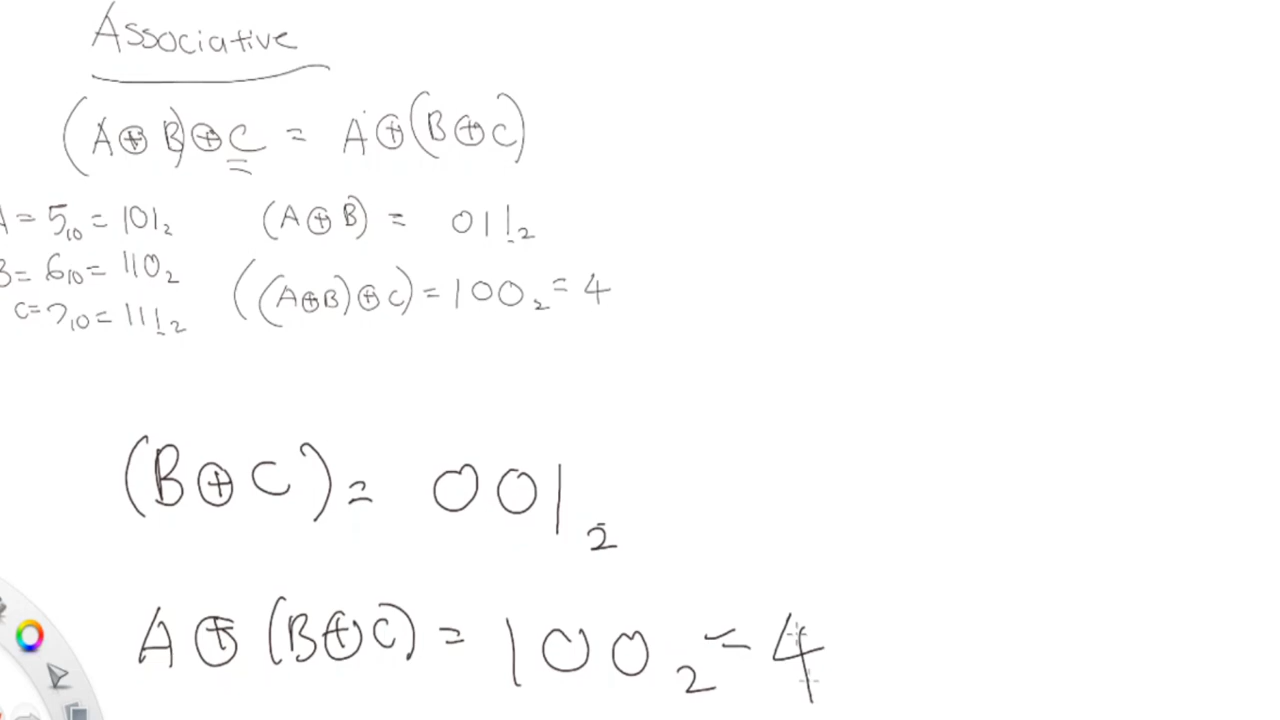 Associative
(A⊕B)⊕C = A⊕(B⊕C)
A = 5₁₀ = 101₂ (A⊕B) = 011₂
B = 6₁₀ = 110₂ ((A⊕B)⊕C) = 100₂ = 4
C = 7₁₀ = 111₂
(B⊕C) = 001₂
A⊕(B⊕C) = 100₂ = 4